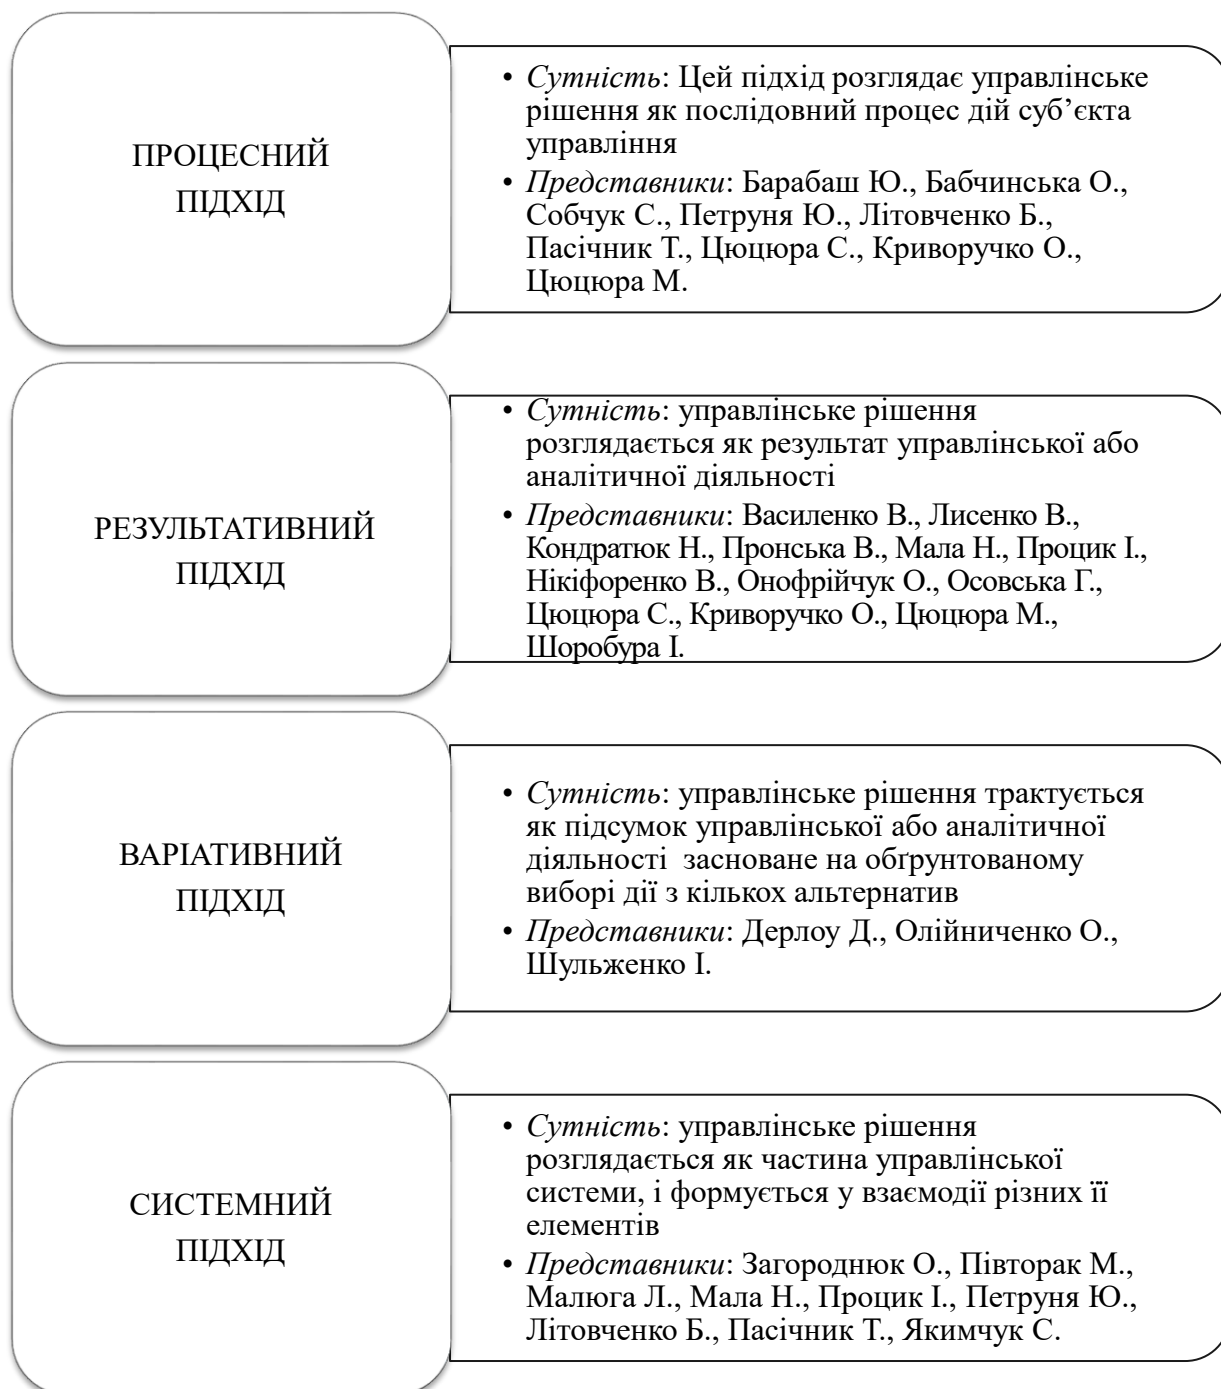 ПРОЦЕСНИЙ
ПІДХІД
• Сутність: Цей підхід розглядає управлінське
рішення як послідовний процес дій суб’єкта
управління
• Представники: Барабаш Ю., Бабчинська О.,
Собчук С., Петруня Ю., Літовченко Б.,
Пасічник Т., Цюцюра С., Криворучко О.,
Цюцюра М.
РЕЗУЛЬТАТИВНИЙ
ПІДХІД
• Сутність: управлінське рішення
розглядається як результат управлінської або
аналітичної діяльності
• Представники: Василенко В., Лисенко В.,
Кондратюк Н., Пронська В., Мала Н., Процик І.,
Нікіфоренко В., Онофрійчук О., Осовська Г.,
Цюцюра С., Криворучко О., Цюцюра М.,
Шоробура І.
ВАРІАТИВНИЙ
ПІДХІД
• Сутність: управлінське рішення трактується
як підсумок управлінської або аналітичної
діяльності засноване на обґрунтованому
виборі дії з кількох альтернатив
• Представники: Дерлоу Д., Олійниченко О.,
Шульженко І.
СИСТЕМНИЙ
ПІДХІД
• Сутність: управлінське рішення
розглядається як частина управлінської
системи, і формується у взаємодії різних її
елементів
• Представники: Загороднюк О., Півторак М.,
Малюга Л., Мала Н., Процик І., Петруня Ю.,
Літовченко Б., Пасічник Т., Якимчук С.